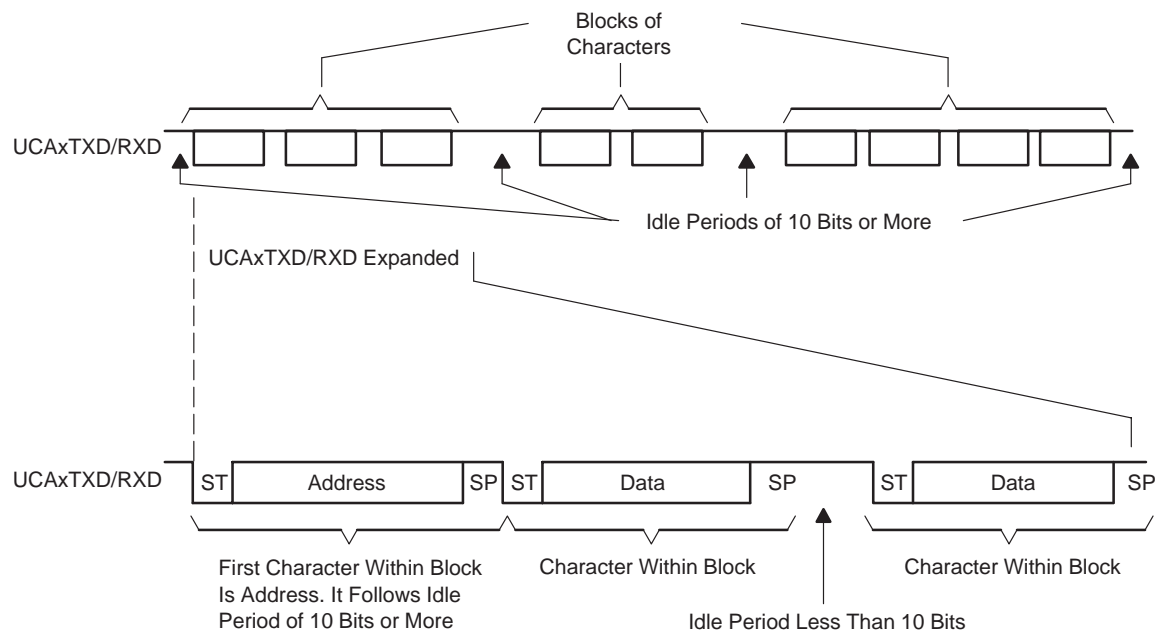 Blocks of
Characters
UCAxTXD/RXD
Idle Periods of 10 Bits or More
UCAxTXD/RXD Expanded
UCAxTXD/RXD
ST
Address
SP
ST
Data
SP
ST
Data
SP
First Character Within Block
Is Address. It Follows Idle
Period of 10 Bits or More
Character Within Block
Character Within Block
Idle Period Less Than 10 Bits